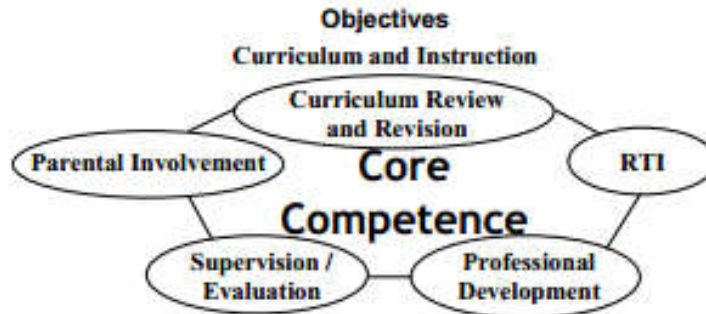 Objectives
Curriculum and Instruction
Curriculum Review
and Revision
Parental Involvement
Core
RTI
Competence
Supervision /
Evaluation
Professional
Development